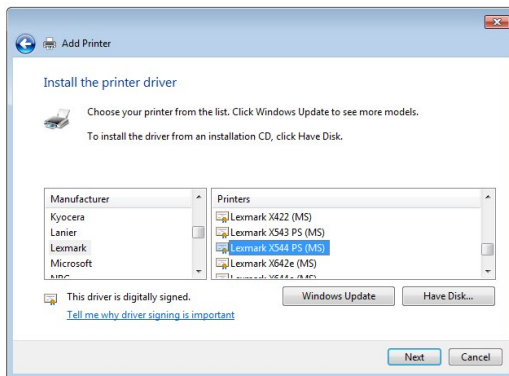 Add Printer
Install the printer driver
Choose your printer from the list. Click Windows Update to see more models.
To install the driver from an installation CD, click Have Disk.
Manufacturer
Kyocera
Lanier
Lexmark
Microsoft
Printers
Lexmark X422 (MS)
Lexmark X543 PS (MS)
Lexmark X544 PS (MS)
Lexmark X642e (MS)
This driver is digitally signed.
Tell me why driver signing is important
Windows Update
Have Disk...
Next
Cancel